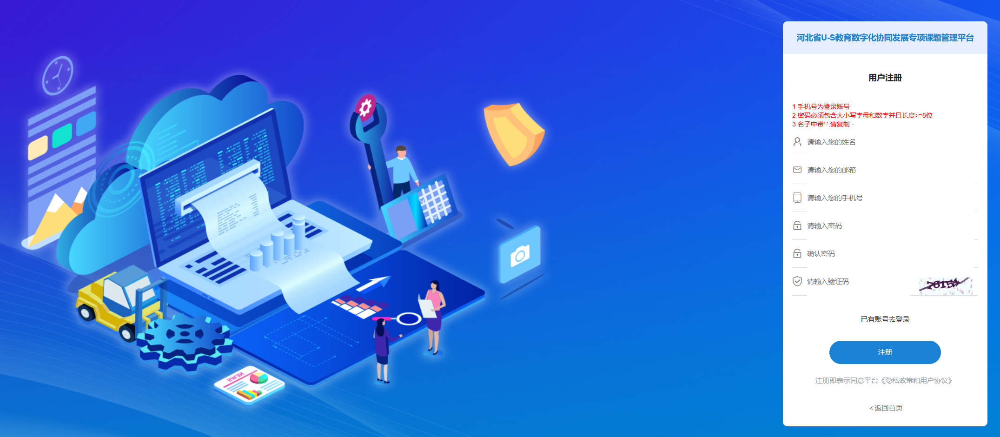 河北省U-S教育数字化协同发展专项课题管理平台
用户注册
1 手机号为登录账号
2 密码必须包含大小写字母和数字并且长度>=8位
3 名子中带'·',请复制 ·
请输入您的姓名
请输入您的邮箱
请输入您的手机号
请输入密码
确认密码
请输入验证码
已有账号去登录
注册
注册即表示同意平台《隐私政策和用户协议》
< 返回首页
NEWS